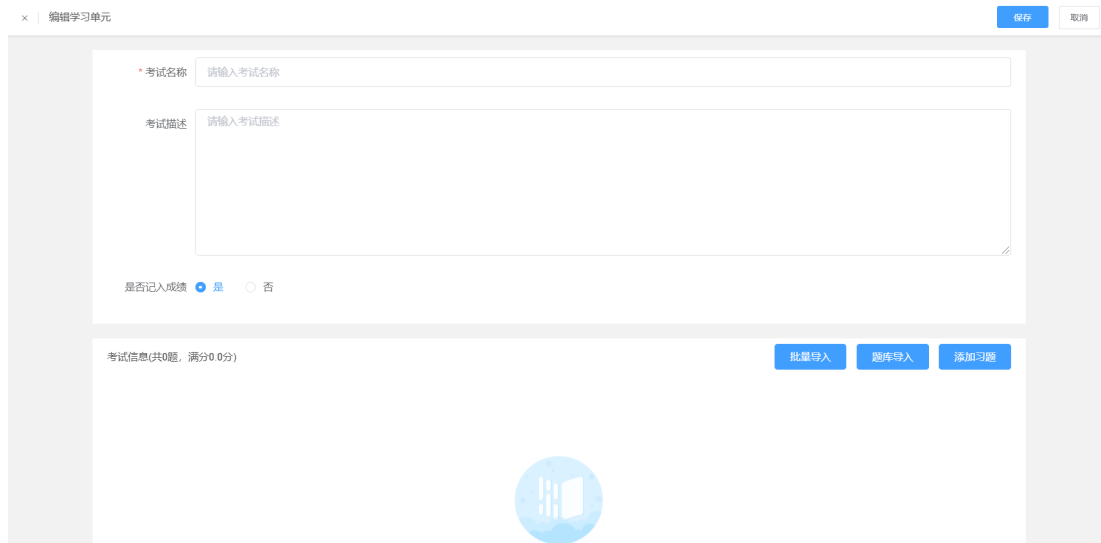 × 编辑学习单元 保存 取消
* 考试名称 请输入考试名称
考试描述 请输入考试描述
是否记入成绩 是 否
考试信息(共0题，满分0.0分) 批量导入 题库导入 添加习题